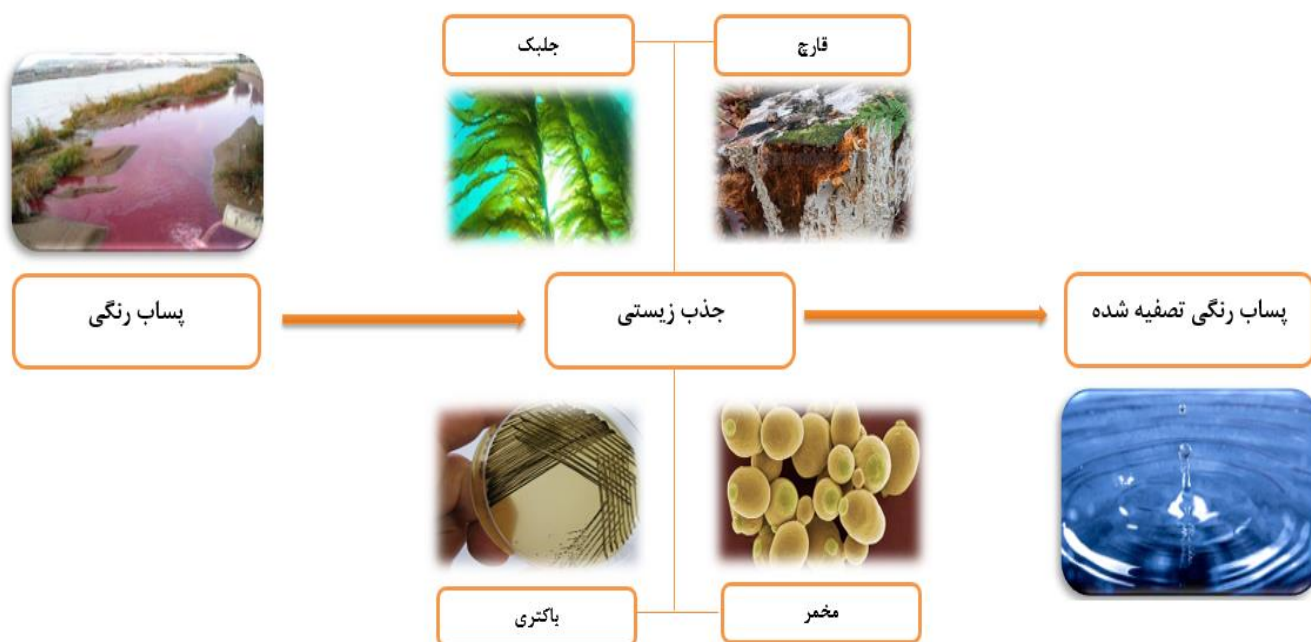 جلبک
قارچ
پساب رنگی
جذب زیستی
پساب رنگی تصفیه شده
باکتری
مخمر